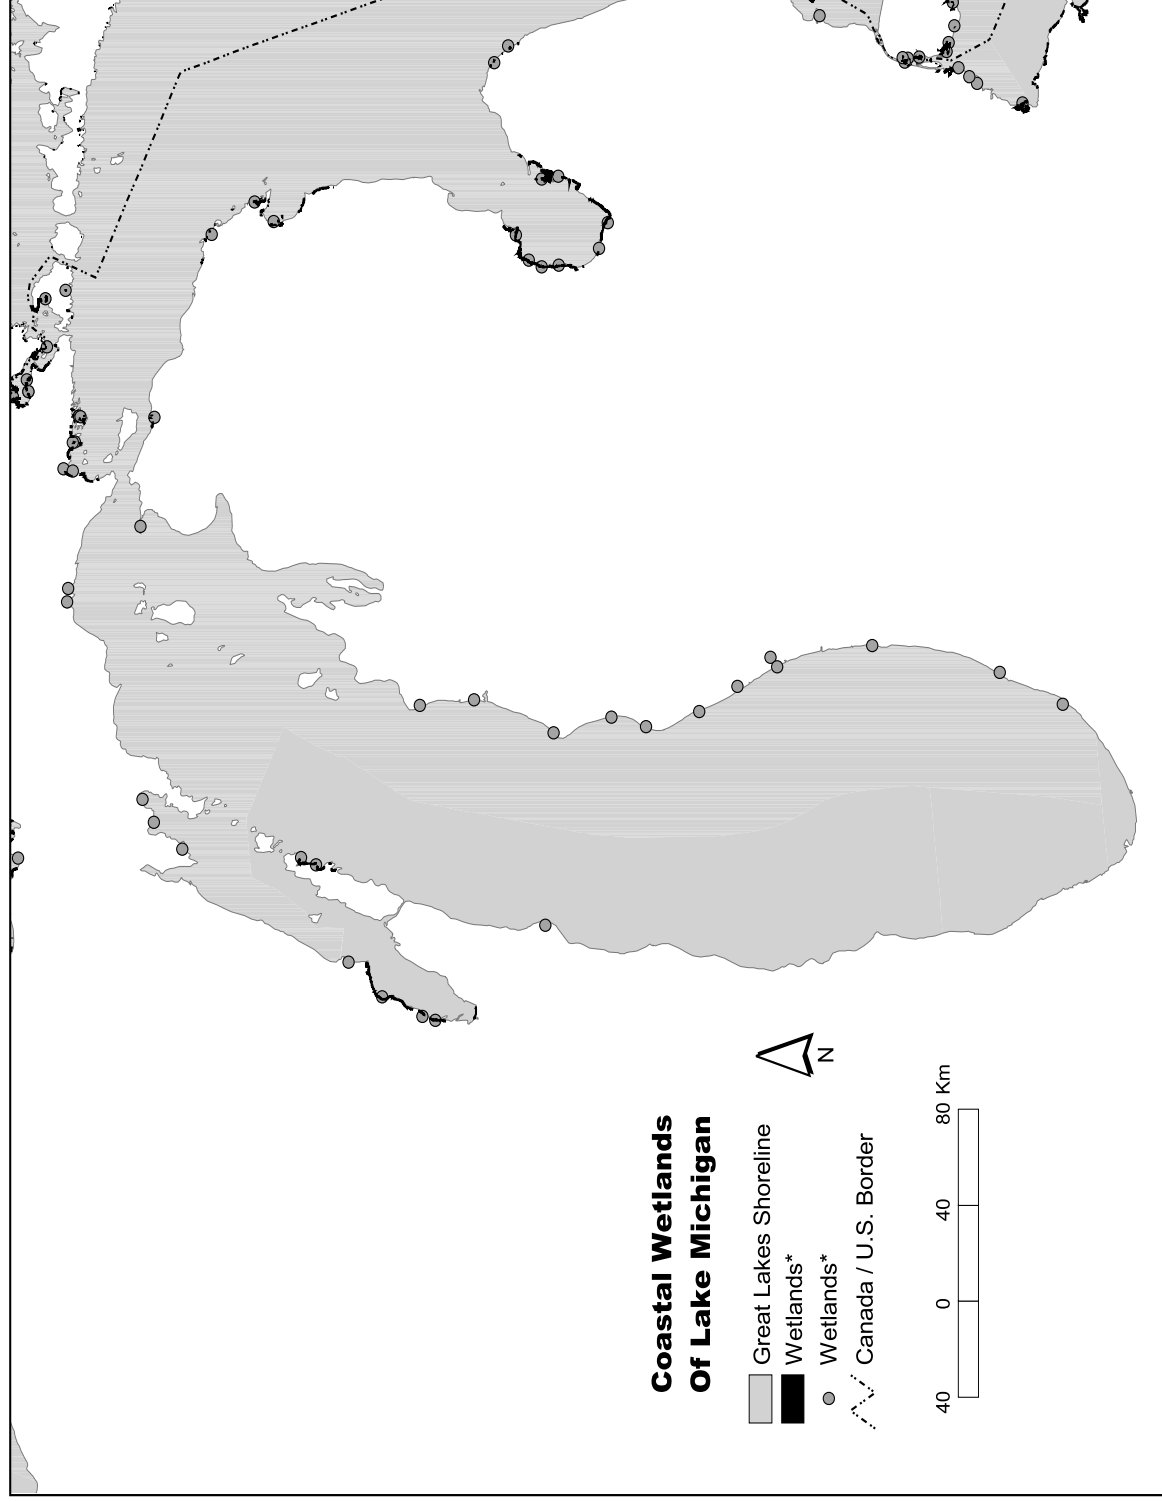 Coastal Wetlands
Of Lake Michigan
Great Lakes Shoreline
Wetlands*
Wetlands*
Canada / U.S. Border
40 0 40 80 Km
N